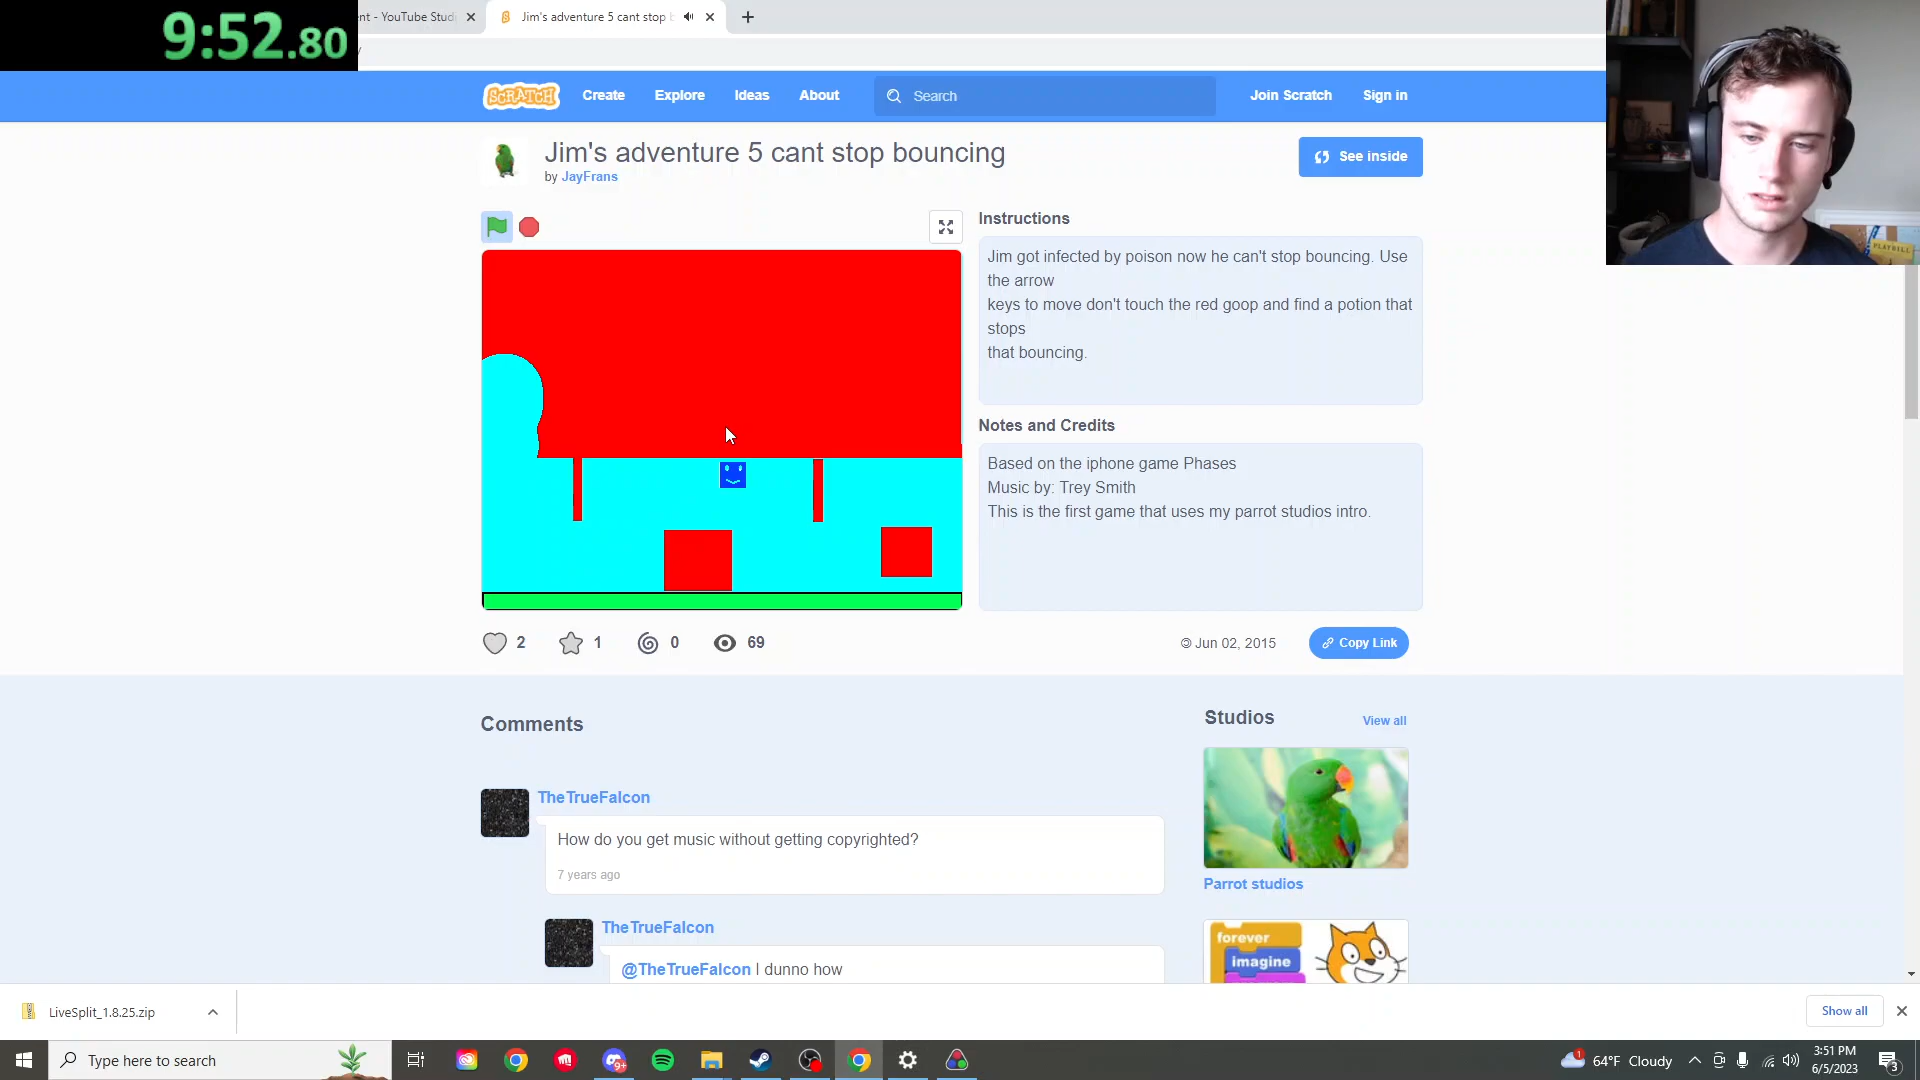 9:52.80
nt - YouTube Studi
Jim's adventure 5 cant stop b
SCRATCH
Create
Explore
Ideas
About
Search
Join Scratch
Sign in
Jim's adventure 5 cant stop bouncing
by JayFrans
See inside
Instructions
Jim got infected by poison now he can't stop bouncing. Use
the arrow
keys to move don't touch the red goop and find a potion that
stops
that bouncing.
Notes and Credits
Based on the iphone game Phases
Music by: Trey Smith
This is the first game that uses my parrot studios intro.
2
1
0
69
© Jun 02, 2015
Copy Link
Comments
Studios
View all
TheTrueFalcon
How do you get music without getting copyrighted?
7 years ago
Parrot studios
TheTrueFalcon
@TheTrueFalcon I dunno how
forever
imagine
LiveSplit_1.8.25.zip
Show all
Type here to search
9+
1
64°F Cloudy
3:51 PM
6/5/2023
3
PLAYBILL